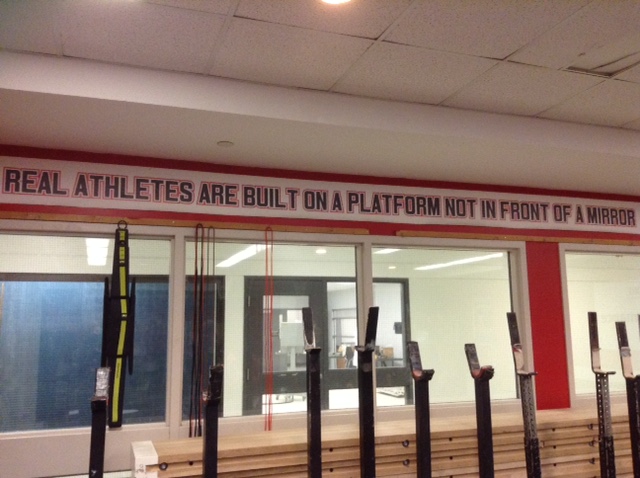 REAL ATHLETES ARE BUILT ON A PLATFORM NOT IN FRONT OF A MIRROR